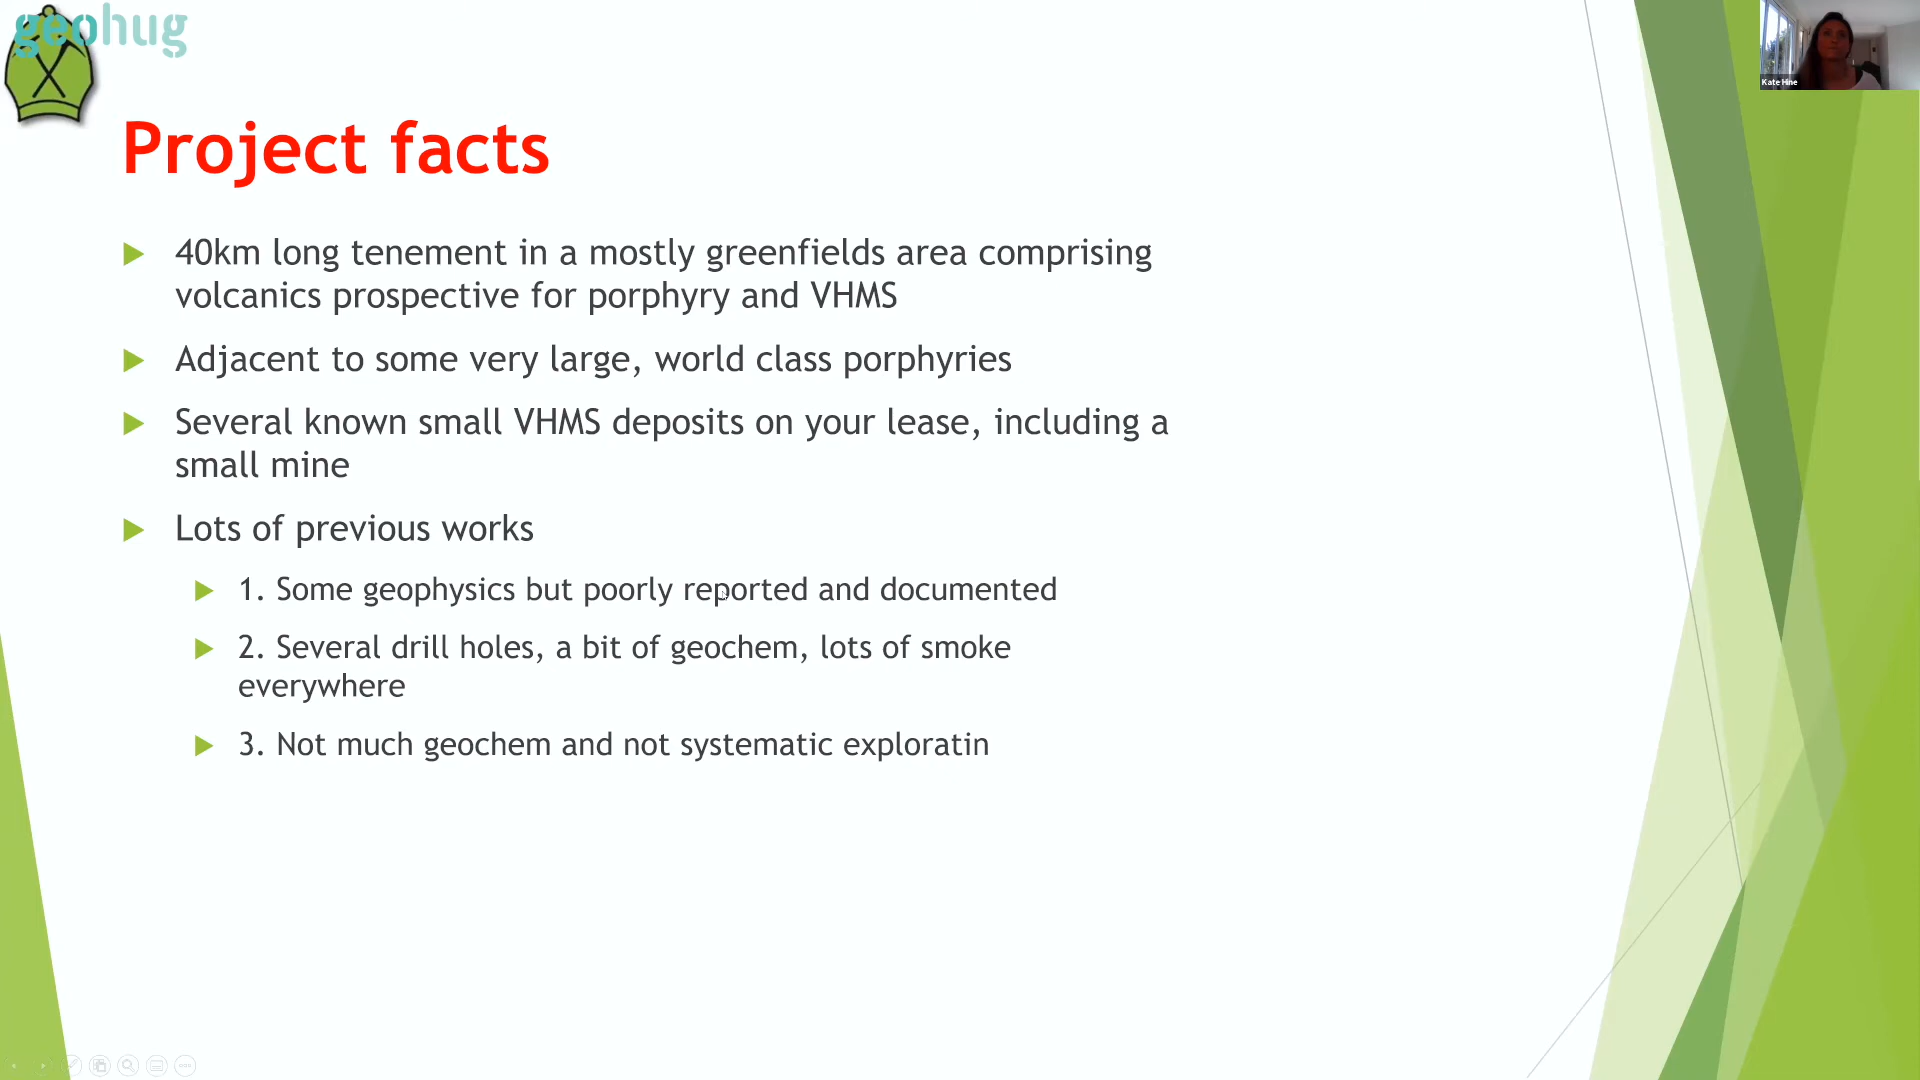 geohug
Kate Hine
Project facts
40km long tenement in a mostly greenfields area comprising
volcanics prospective for porphyry and VHMS
Adjacent to some very large, world class porphyries
Several known small VHMS deposits on your lease, including a
small mine
Lots of previous works
1. Some geophysics but poorly reported and documented
2. Several drill holes, a bit of geochem, lots of smoke
everywhere
3. Not much geochem and not systematic exploratin